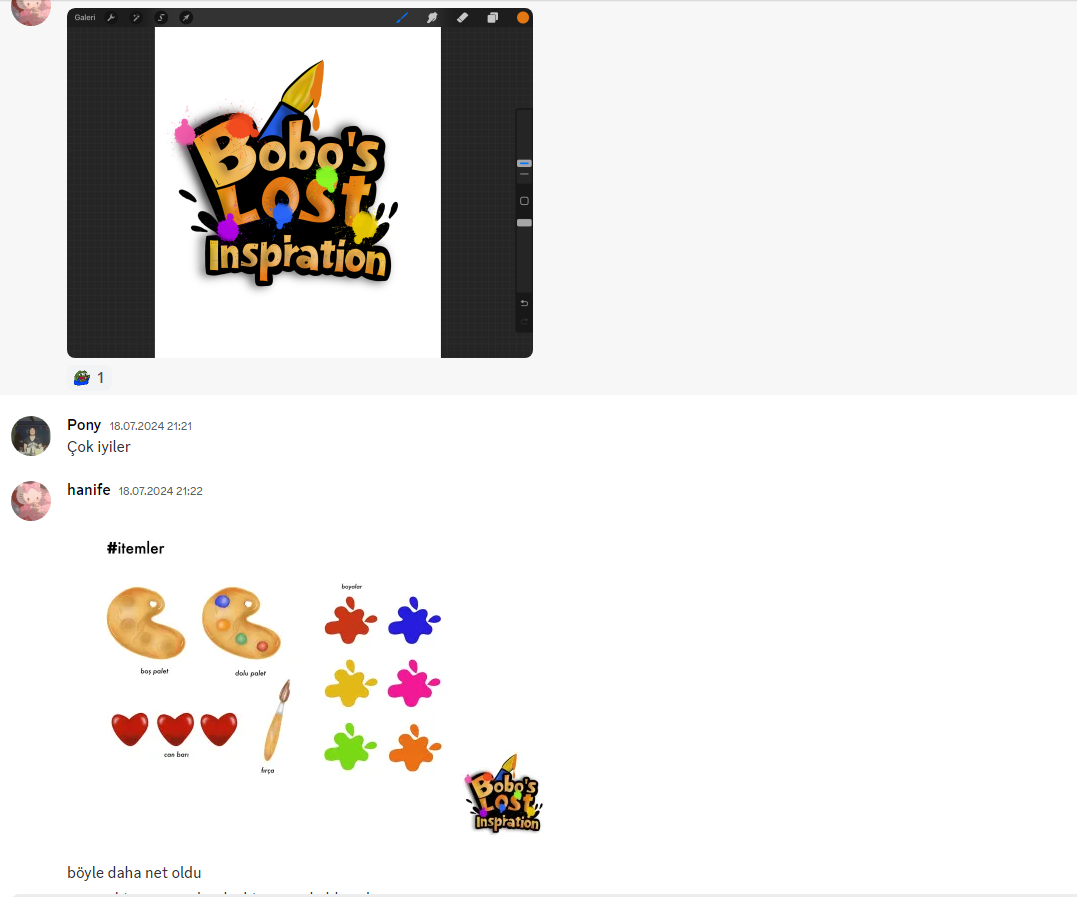 Galeri
Bobo's
Lost
Inspiration
1
Pony 18.07.2024 21:21
Çok iyiler
hanife 18.07.2024 21:22
#itemler
boyalar
boş palet
dolu palet
can barı
fırça
Bobo's
Lost
Inspiration
böyle daha net oldu